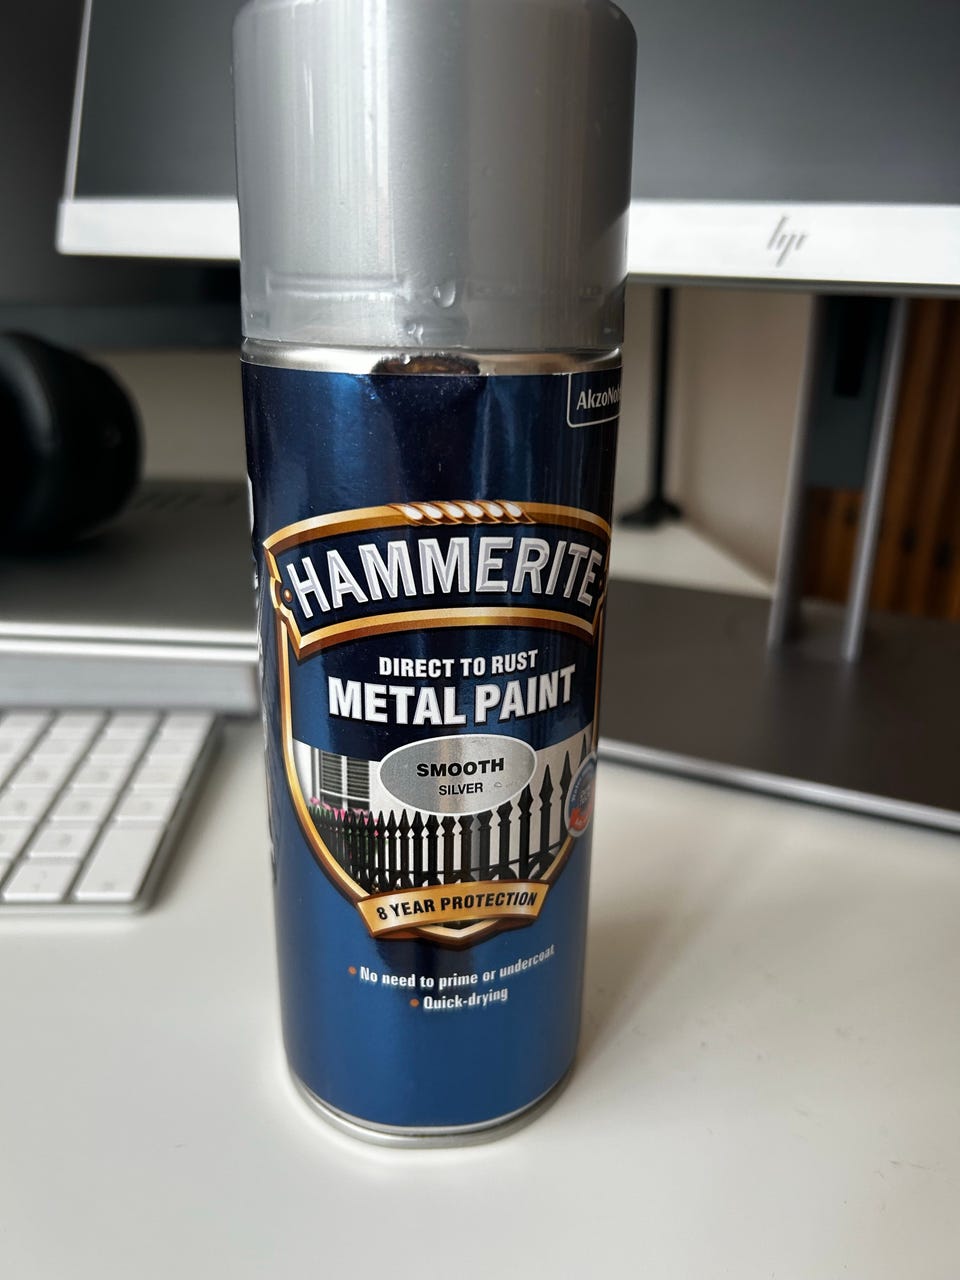 hp
HAMMERITE
DIRECT TO RUST
METAL PAINT
SMOOTH
SILVER
8 YEAR PROTECTION
• No need to prime or undercoat
• Quick-drying